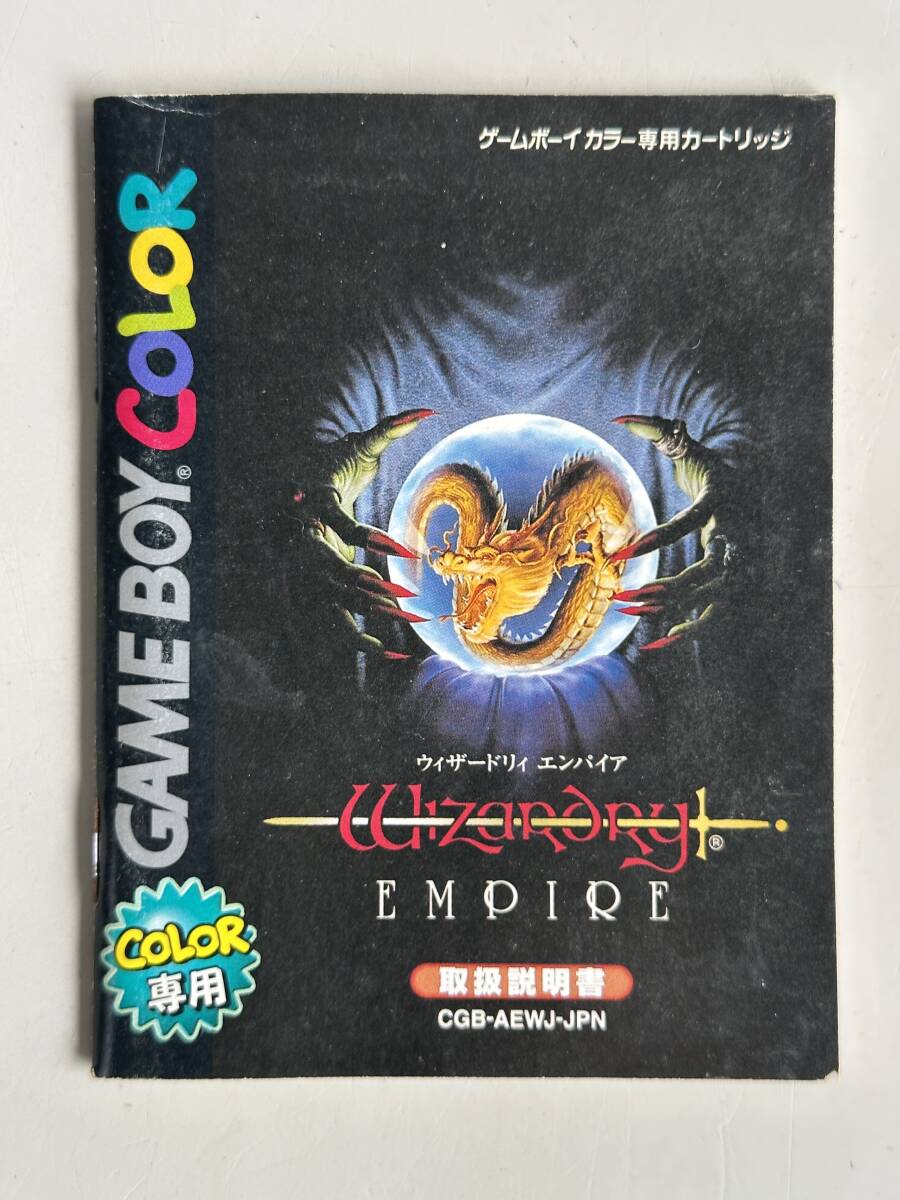 ゲームボーイカラー専用カートリッジ
GAME BOY® COLOR
COLOR
専用
ウィザードリィ エンパイア
Wizardry®
EMPIRE
取扱説明書
CGB-AEWJ-JPN